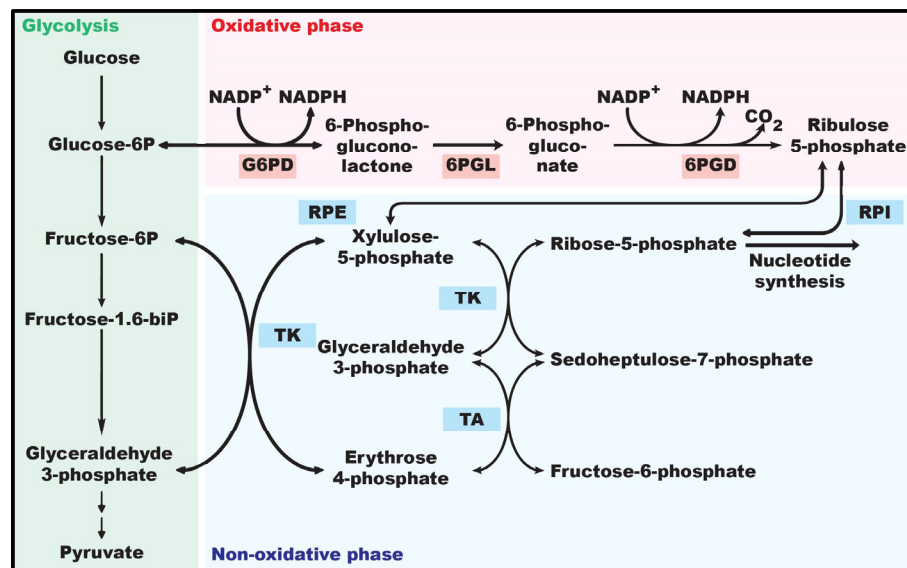 Glycolysis
Oxidative phase
Glucose
NADP+ NADPH
NADP+ NADPH
CO2
Glucose-6P
6-Phospho-
glucono-
lactone
6-Phospho-
gluco-
nate
Ribulose
5-phosphate
G6PD
6PGL
6PGD
RPE
RPI
Fructose-6P
Xylulose-
5-phosphate
Ribose-5-phosphate
Nucleotide
synthesis
TK
Fructose-1.6-biP
TK
Glyceraldehyde
3-phosphate
Sedoheptulose-7-phosphate
TA
Glyceraldehyde
3-phosphate
Erythrose
4-phosphate
Fructose-6-phosphate
Pyruvate
Non-oxidative phase